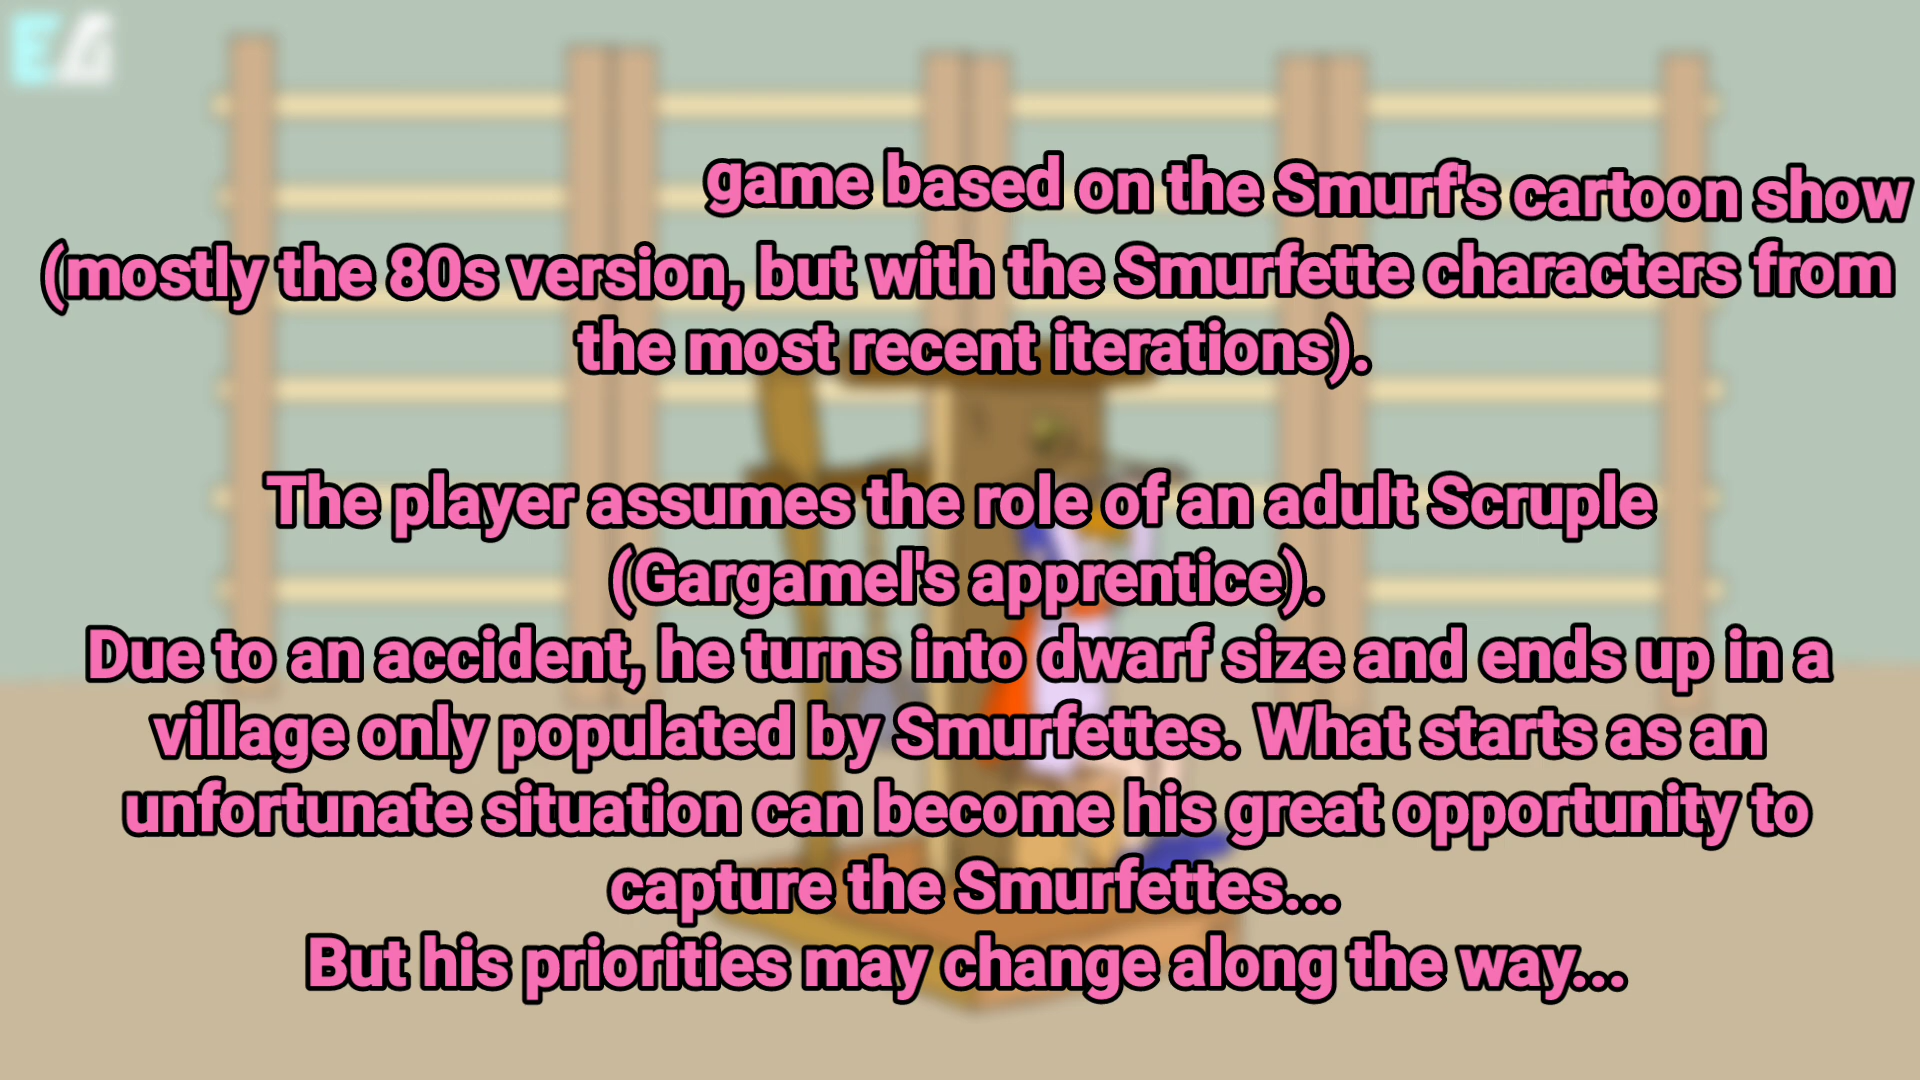 EG
game based on the Smurf's cartoon show
(mostly the 80s version, but with the Smurfette characters from
the most recent iterations).
The player assumes the role of an adult Scruple
(Gargamel's apprentice).
Due to an accident, he turns into dwarf size and ends up in a
village only populated by Smurfettes. What starts as an
unfortunate situation can become his great opportunity to
capture the Smurfettes...
But his priorities may change along the way...